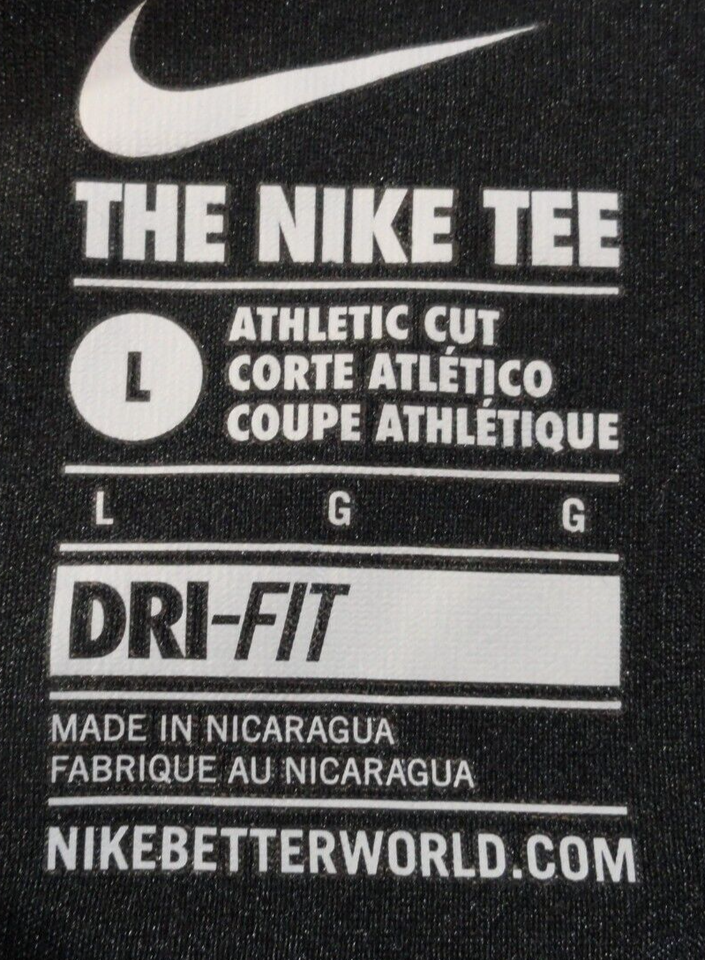 THE NIKE TEE
L
ATHLETIC CUT
CORTE ATLÉTICO
COUPE ATHLÉTIQUE
L G G
DRI-FIT
MADE IN NICARAGUA
FABRIQUE AU NICARAGUA
NIKEBETTERWORLD.COM